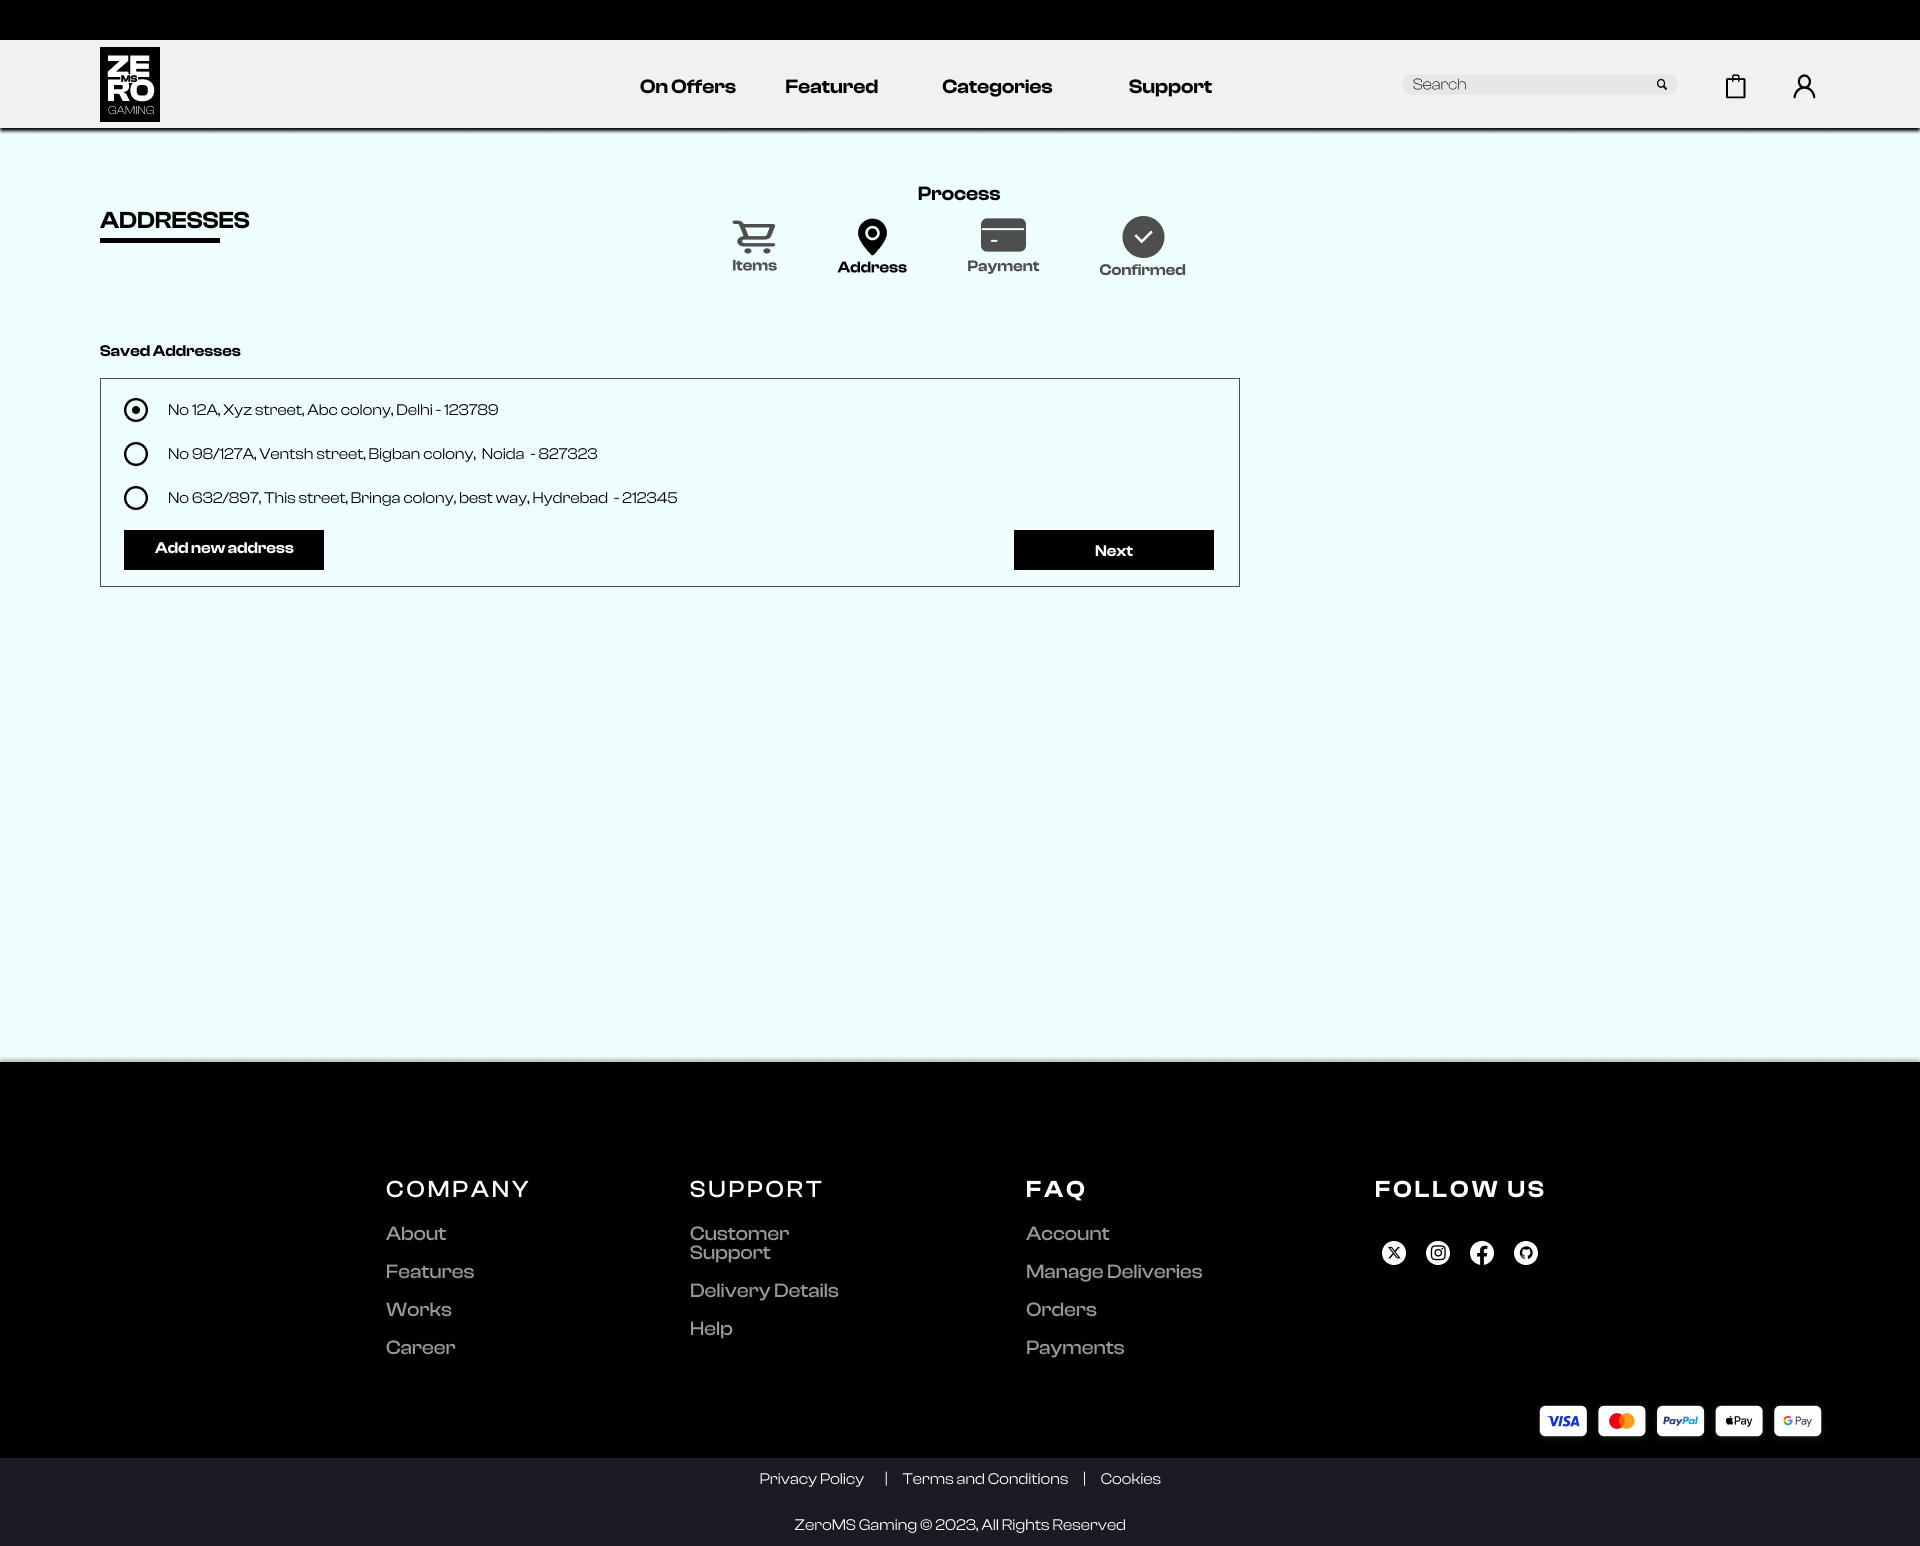 ZE
MS
RO
GAMING
On Offers
Featured
Categories
Support
Search
Process
ADDRESSES
Items
Address
Payment
Confirmed
Saved Addresses
No 12A, Xyz street, Abc colony, Delhi - 123789
No 98/127A, Ventsh street, Bigban colony,  Noida  - 827323
No 632/897, This street, Bringa colony, best way, Hydrebad  - 212345
Add new address
Next
COMPANY
About
Features
Works
Career
SUPPORT
Customer
Support
Delivery Details
Help
FAQ
Account
Manage Deliveries
Orders
Payments
FOLLOW US
VISA
PayPal
Pay
G Pay
Privacy Policy | Terms and Conditions | Cookies
ZeroMS Gaming © 2023, All Rights Reserved